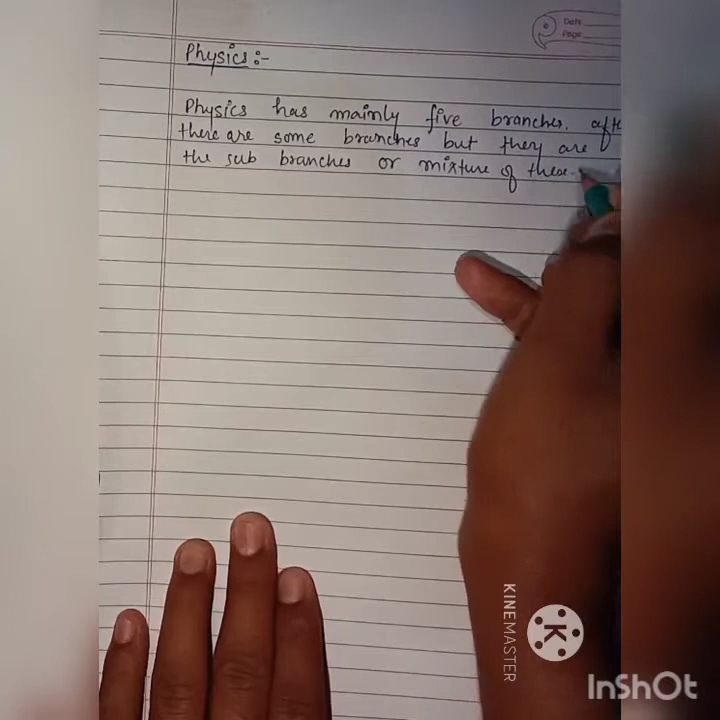 Date
Page
Physics :-
Physics has mainly five branches. afte
there are some branches but they are
the sub branches or mixture of these.
KINEMASTER
InShOt